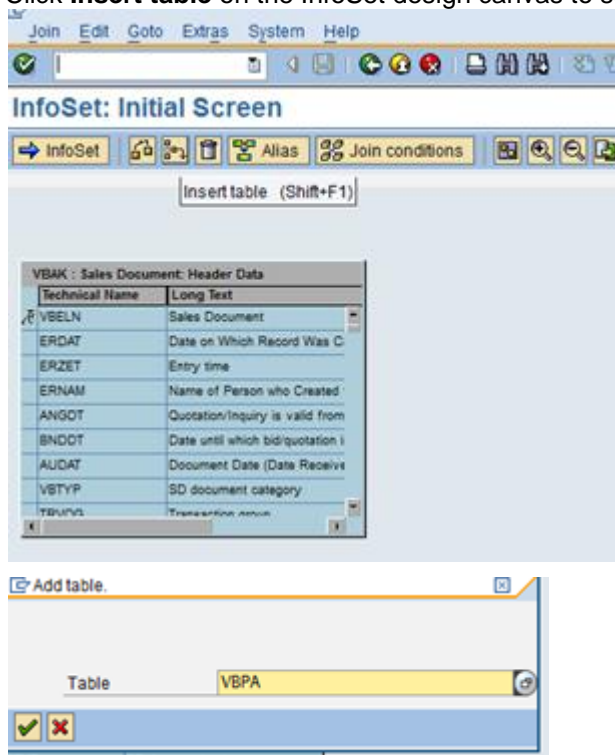 Click Insert table on the InfoSet design canvas to
Join Edit Goto Extras System Help
InfoSet: Initial Screen
InfoSet Alias Join conditions
Insert table (Shift+F1)
VBAK : Sales Document: Header Data
Technical Name Long Text
VBELN Sales Document
ERDAT Date on Which Record Was C
ERZET Entry time
ERNAM Name of Person who Created
ANGDT Quotation/Inquiry is valid from
BNDDT Date until which bid/quotation i
AUDAT Document Date (Date Receive
VBTYP SD document category
TRVOG Transaction group
Add table.
Table VBPA